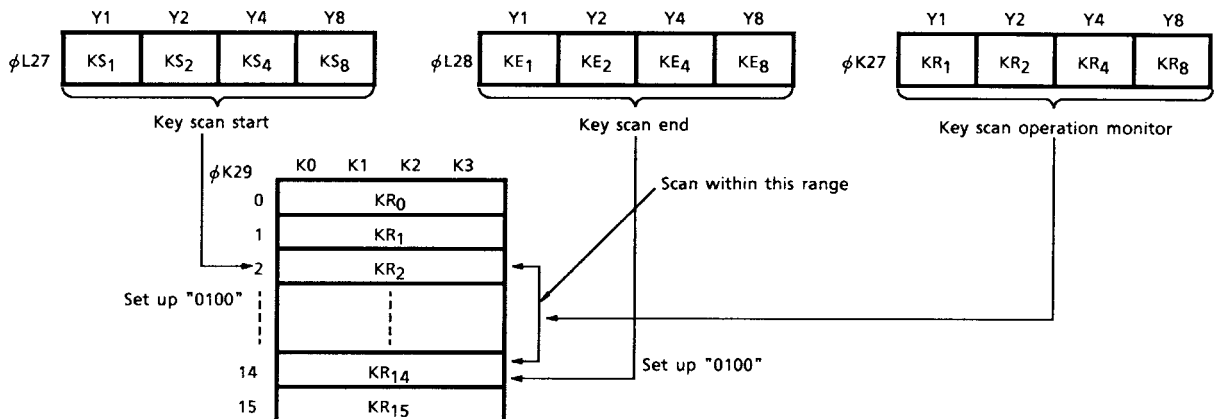 Y1 Y2 Y4 Y8 Y1 Y2 Y4 Y8 Y1 Y2 Y4 Y8
ϕL27 KS1 KS2 KS4 KS8 ϕL28 KE1 KE2 KE4 KE8 ϕK27 KR1 KR2 KR4 KR8
Key scan start Key scan end Key scan operation monitor
ϕK29 K0 K1 K2 K3
Scan within this range
0 KR0
1 KR1
2 KR2
Set up "0100"
14 KR14 Set up "0100"
15 KR15